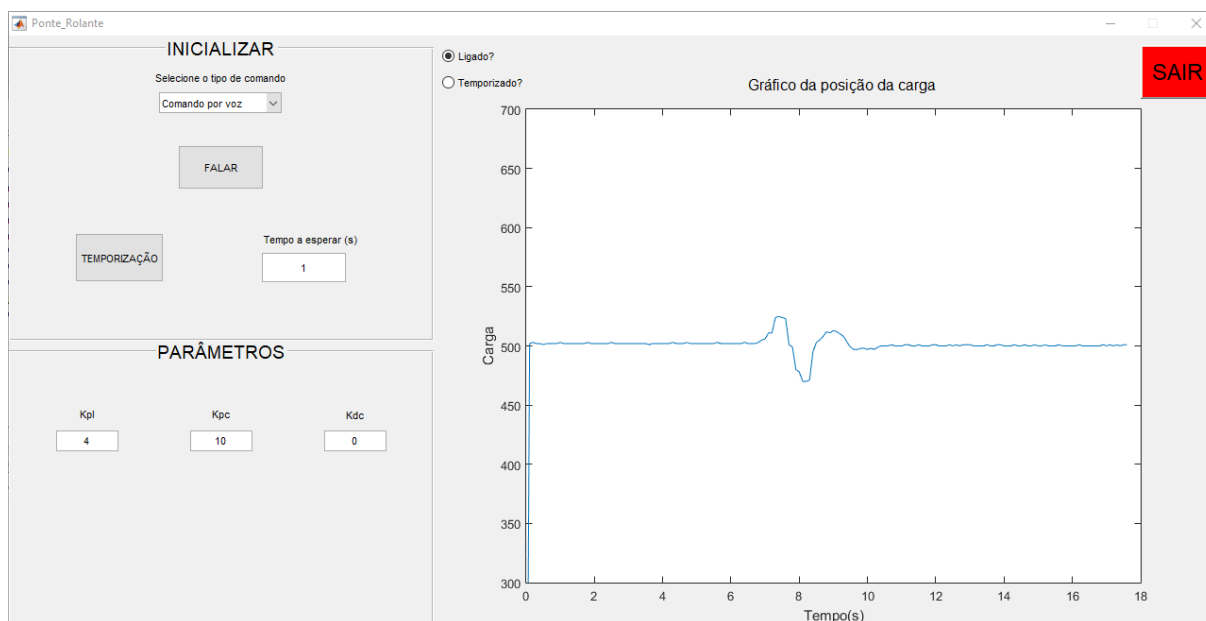 Ponte_Rolante
INICIALIZAR
Selecione o tipo de comando
Comando por voz
FALAR
TEMPORIZAÇÃO
Tempo a esperar (s)
1
PARÂMETROS
Kpl
Kpc
Kdc
4
10
0
Ligado?
Temporizado?
SAIR
Gráfico da posição da carga
700
650
600
550
500
450
400
350
300
Carga
0 2 4 6 8 10 12 14 16 18
Tempo(s)